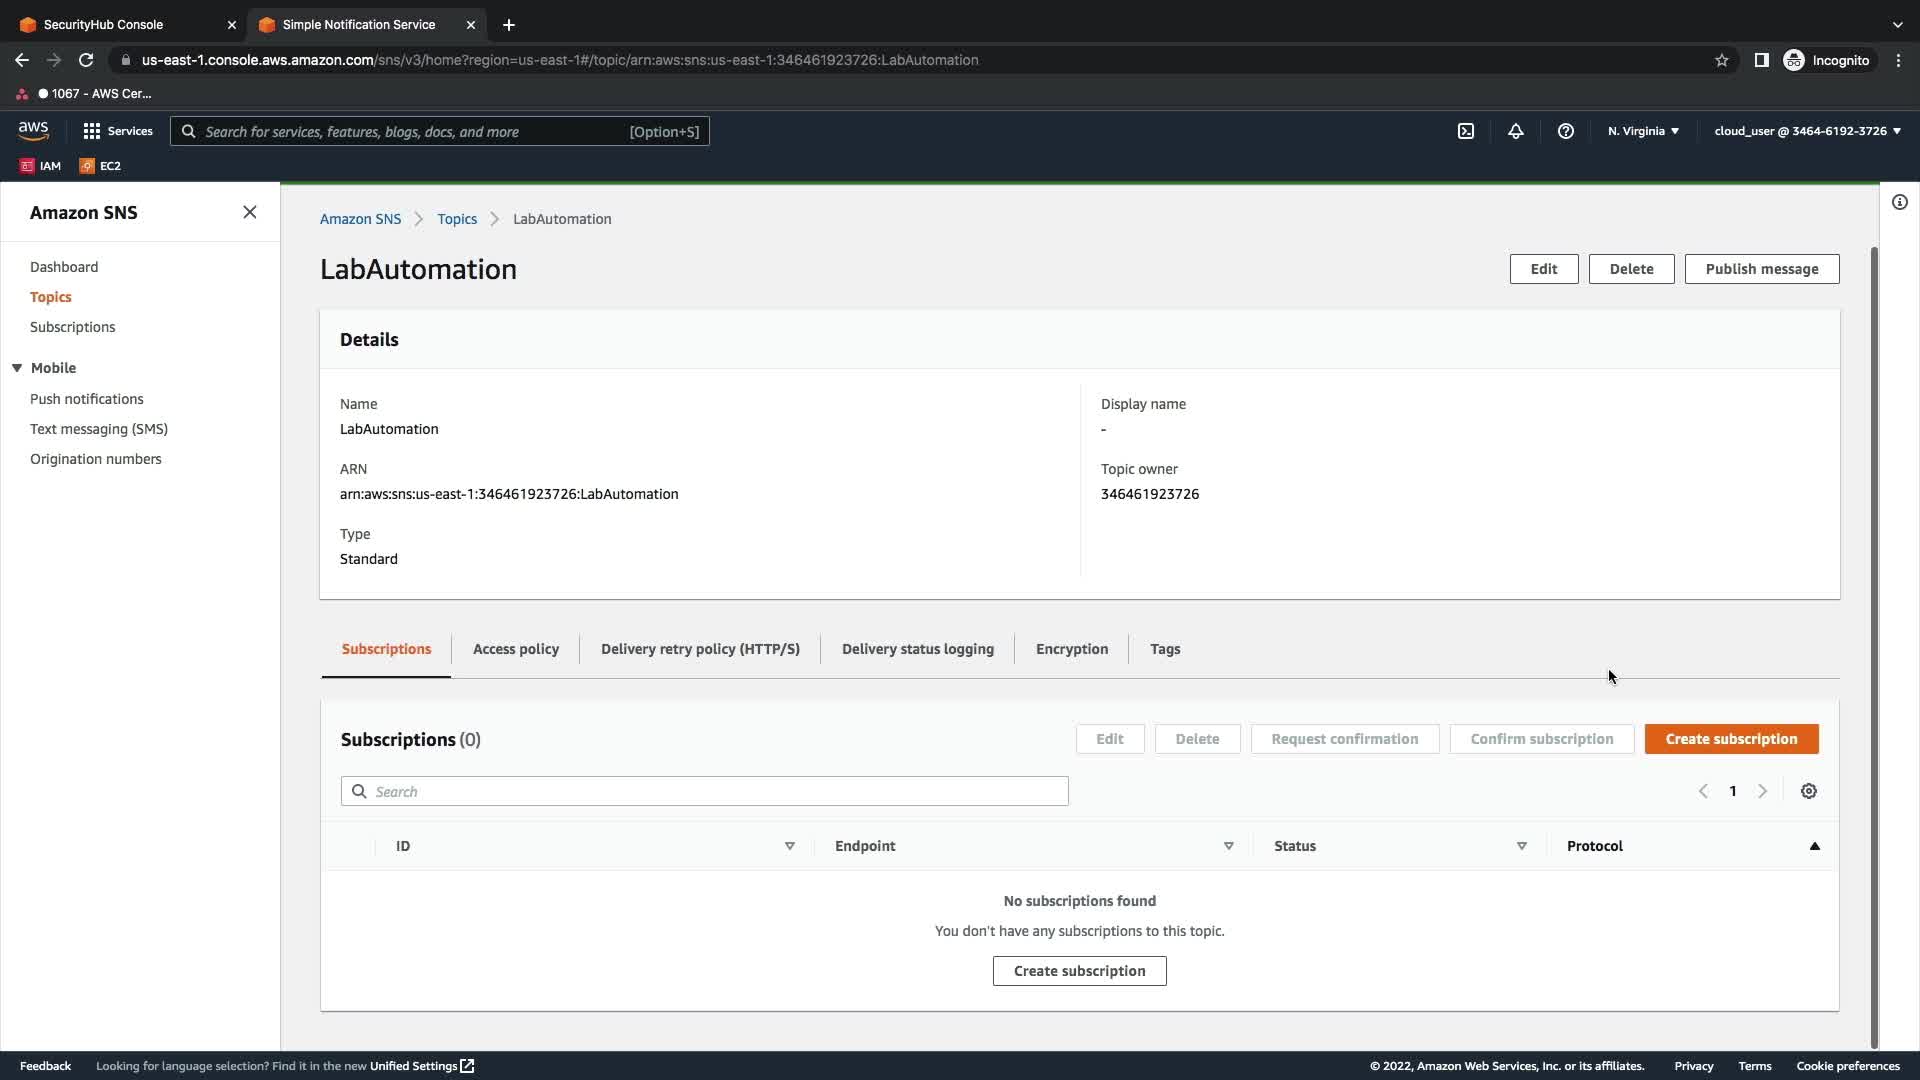 SecurityHub Console
Simple Notification Service
us-east-1.console.aws.amazon.com/sns/v3/home?region=us-east-1#/topic/arn:aws:sns:us-east-1:346461923726:LabAutomation
Incognito
1067 - AWS Cer...
aws
Services
Search for services, features, blogs, docs, and more
[Option+S]
N. Virginia
cloud_user @ 3464-6192-3726
IAM
EC2
Amazon SNS
Dashboard
Topics
Subscriptions
Mobile
Push notifications
Text messaging (SMS)
Origination numbers
Amazon SNS
Topics
LabAutomation
LabAutomation
Edit
Delete
Publish message
Details
Name
LabAutomation
ARN
arn:aws:sns:us-east-1:346461923726:LabAutomation
Type
Standard
Display name
-
Topic owner
346461923726
Subscriptions
Access policy
Delivery retry policy (HTTP/S)
Delivery status logging
Encryption
Tags
Subscriptions (0)
Edit
Delete
Request confirmation
Confirm subscription
Create subscription
Search
1
ID
Endpoint
Status
Protocol
No subscriptions found
You don't have any subscriptions to this topic.
Create subscription
Feedback
Looking for language selection? Find it in the new Unified Settings
© 2022, Amazon Web Services, Inc. or its affiliates.
Privacy
Terms
Cookie preferences